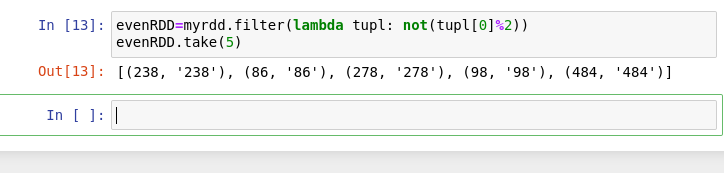 In [13]: evenRDD=myrdd.filter(lambda tupl: not(tupl[0]%2))
evenRDD.take(5)
Out[13]: [(238, '238'), (86, '86'), (278, '278'), (98, '98'), (484, '484')]
In [ ]: